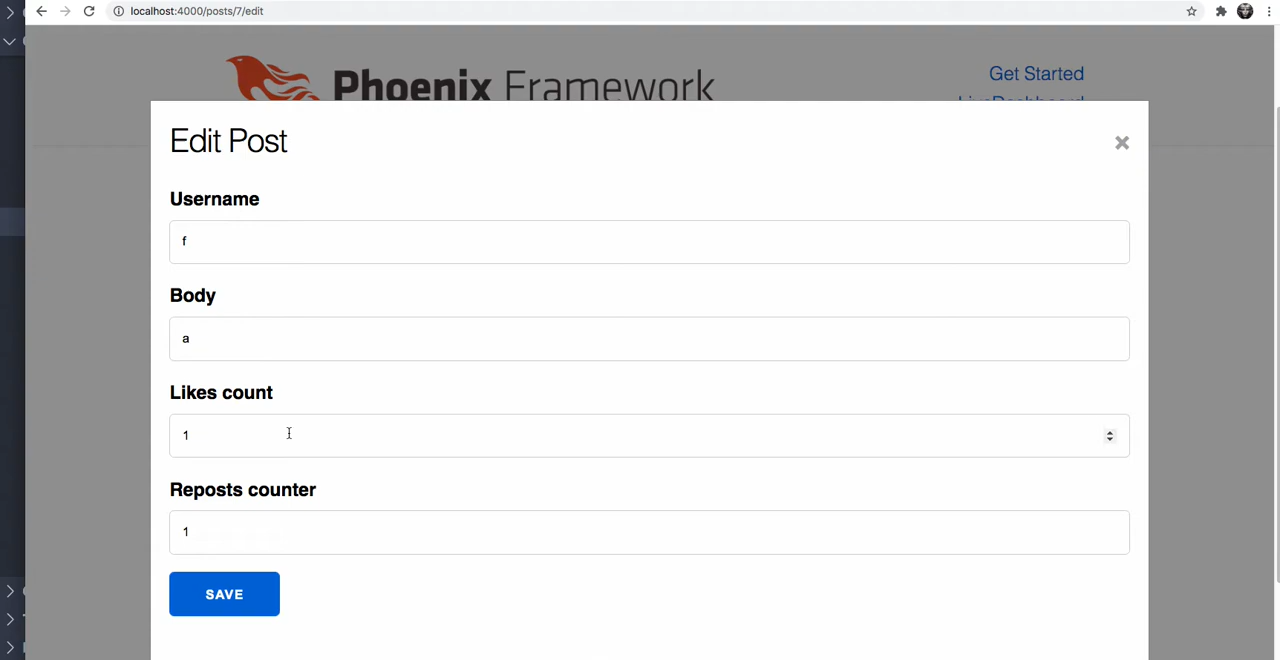 localhost:4000/posts/7/edit
Phoenix Framework
Get Started
LiveDashboard
Edit Post
Username
f
Body
a
Likes count
1
Reposts counter
1
SAVE